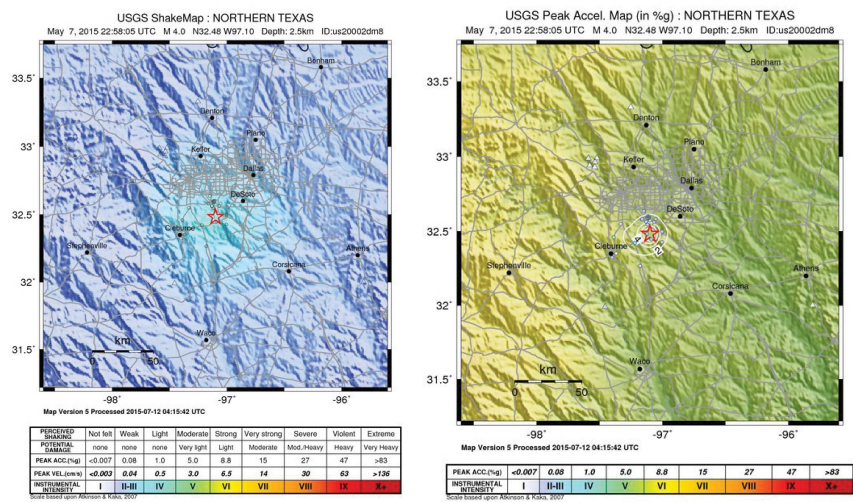 USGS ShakeMap : NORTHERN TEXAS
May 7, 2015 22:58:05 UTC M 4.0 N32.48 W97.10 Depth: 2.5km ID:us20002dm8
33.5˚
33˚
32.5˚
32˚
31.5˚
Bonham
Denton
Plano
Keller
Dallas
DeSoto
Cleburne
Stephenville
Athens
Corsicana
Waco
km
0 50
-98˚ -97˚ -96˚
Map Version 5 Processed 2015-07-12 04:15:42 UTC
PERCEIVED SHAKING Not felt Weak Light Moderate Strong Very strong Severe Violent Extreme
POTENTIAL DAMAGE none none none Very light Light Moderate Mod./Heavy Heavy Very Heavy
PEAK ACC.(%g) <0.007 0.08 1.0 5.0 8.8 15 27 47 >83
PEAK VEL.(cm/s) <0.003 0.04 0.5 3.0 6.5 14 30 63 >136
INSTRUMENTAL INTENSITY I II-III IV V VI VII VIII IX X+
Scale based upon Atkinson & Kaka, 2007
USGS Peak Accel. Map (in %g) : NORTHERN TEXAS
May 7, 2015 22:58:05 UTC M 4.0 N32.48 W97.10 Depth: 2.5km ID:us20002dm8
33.5˚
33˚
32.5˚
32˚
31.5˚
Bonham
Denton
Plano
Keller
Dallas
DeSoto
4
2
Cleburne
Stephenville
Athens
Corsicana
Waco
km
0 50
-98˚ -97˚ -96˚
Map Version 5 Processed 2015-07-12 04:15:42 UTC
PEAK ACC.(%g) <0.007 0.08 1.0 5.0 8.8 15 27 47 >83
INSTRUMENTAL INTENSITY I II-III IV V VI VII VIII IX X+
Scale based upon Atkinson & Kaka, 2007